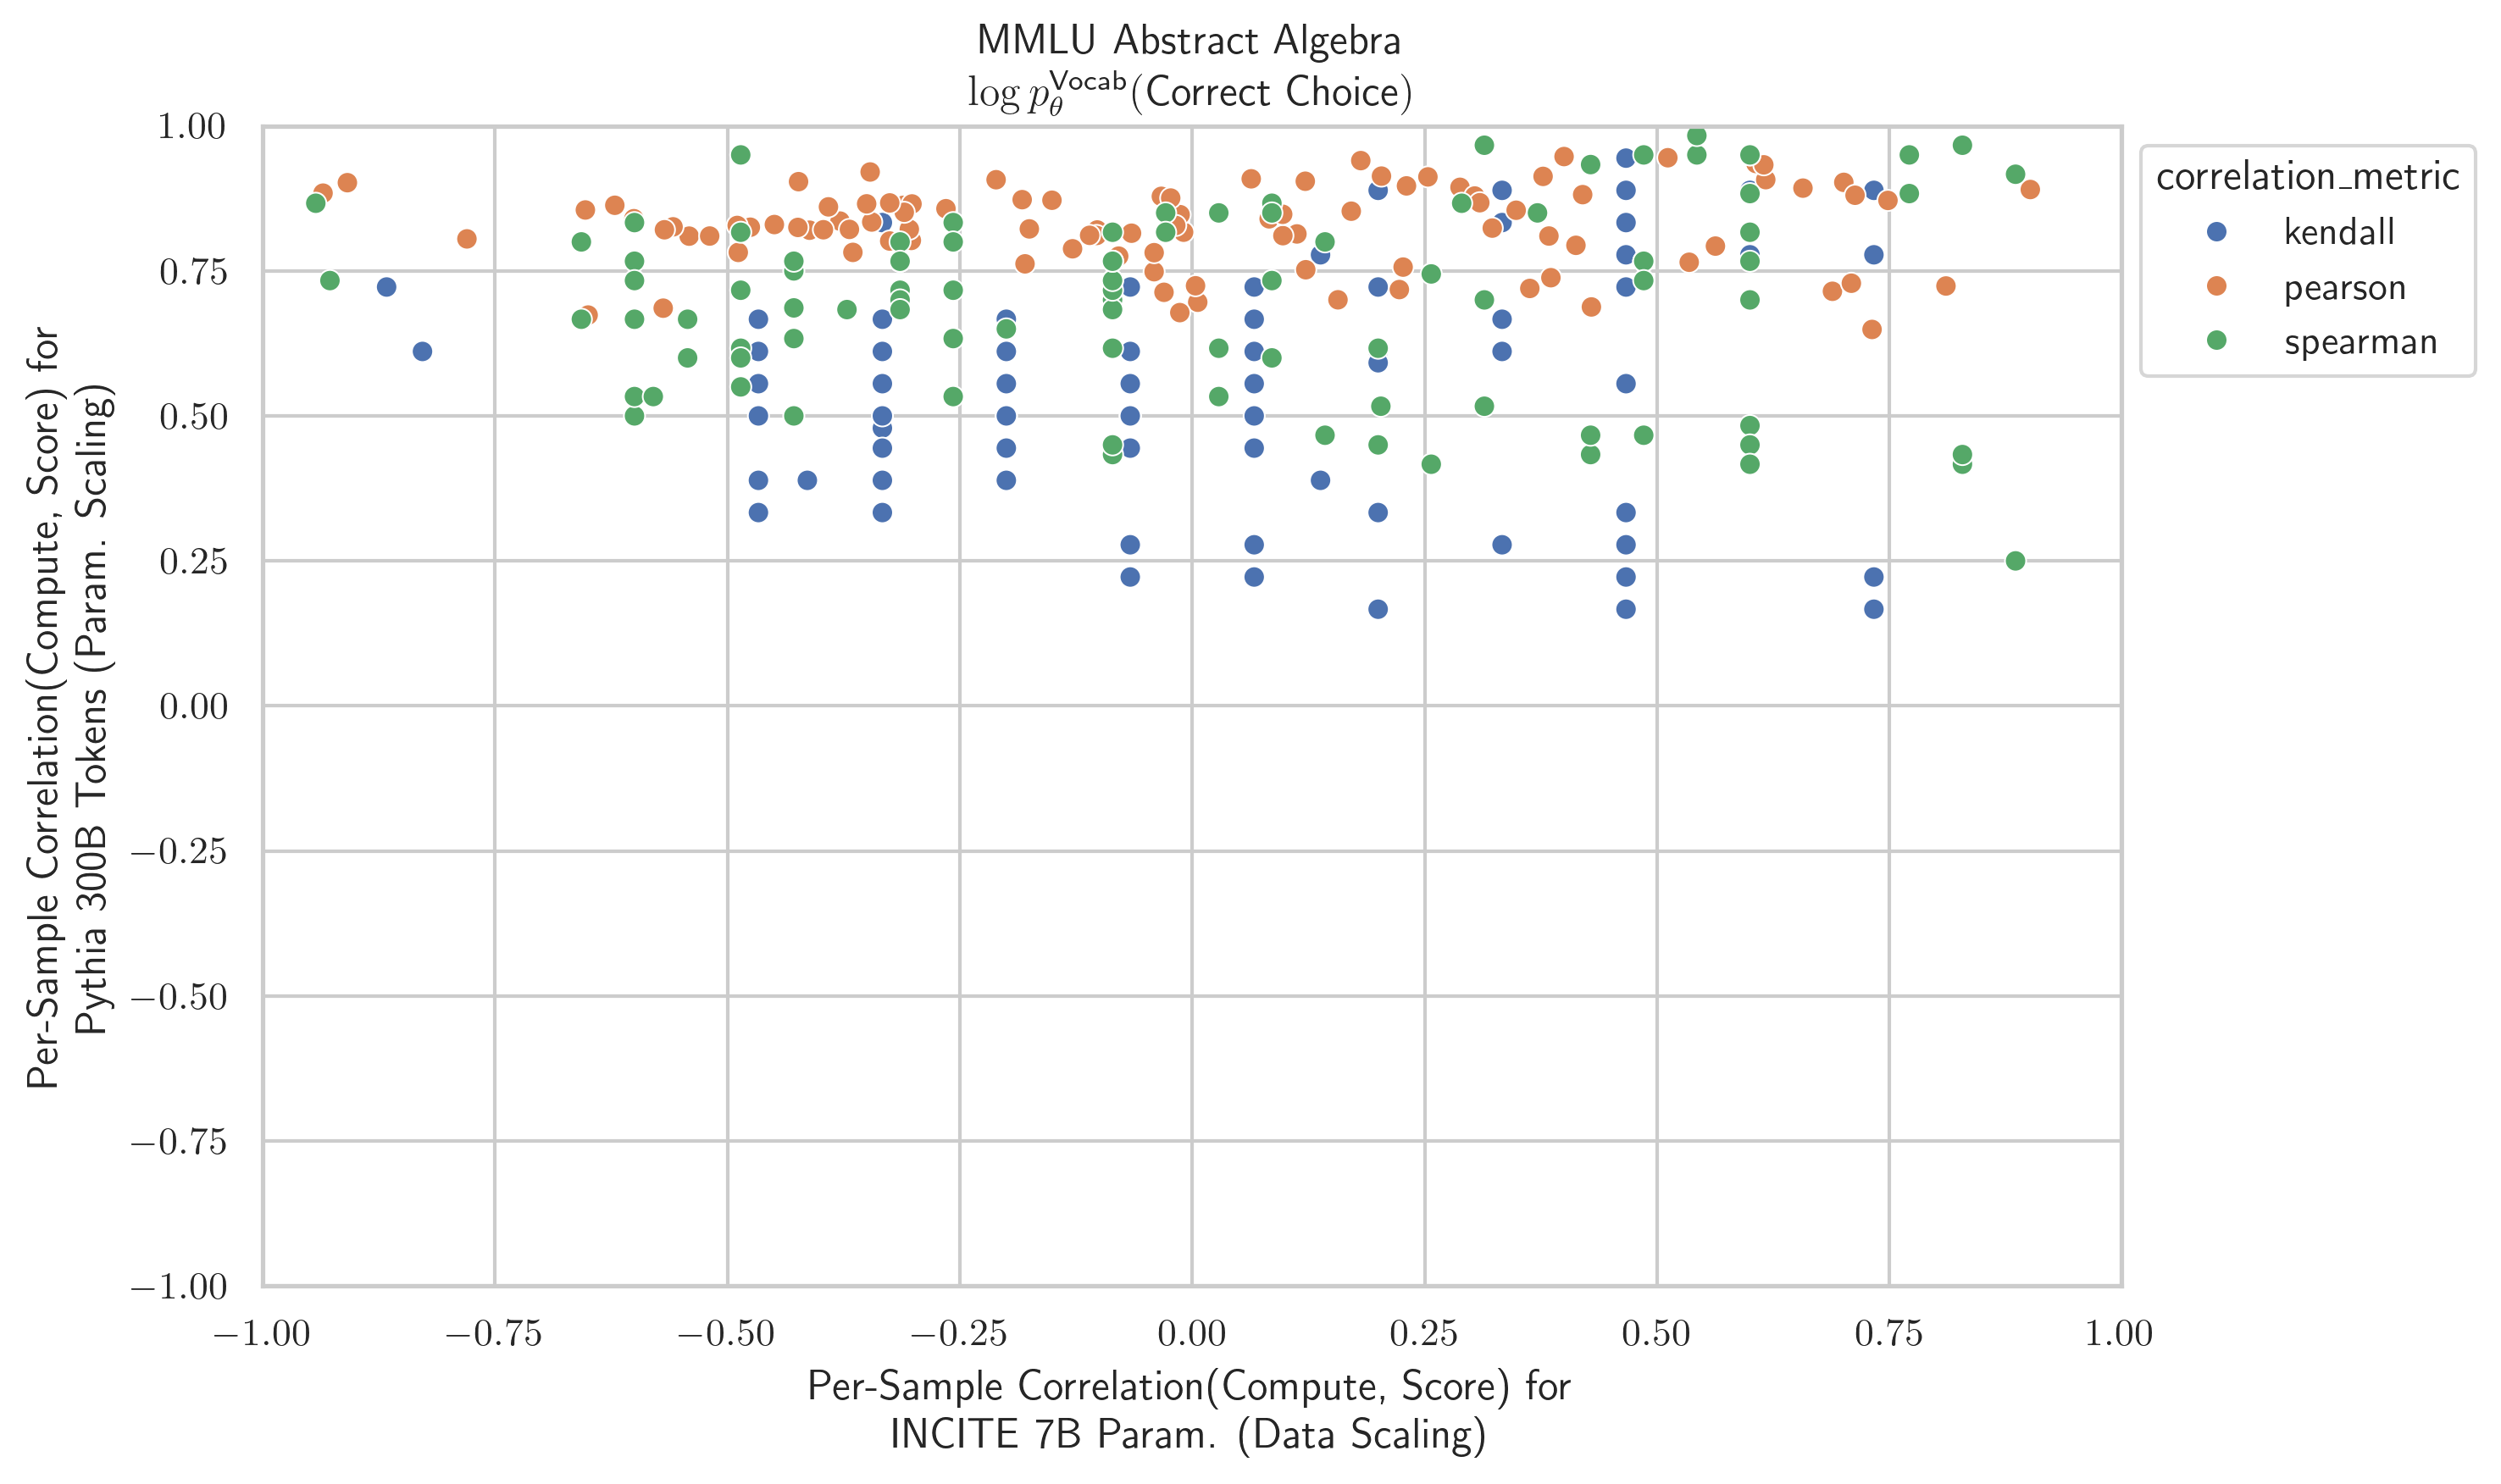 MMLU Abstract Algebra
log p_θ^Vocab(Correct Choice)
1.00
0.75
0.50
0.25
0.00
−0.25
−0.50
−0.75
−1.00
Per-Sample Correlation(Compute, Score) for
Pythia 300B Tokens (Param. Scaling)
−1.00
−0.75
−0.50
−0.25
0.00
0.25
0.50
0.75
1.00
Per-Sample Correlation(Compute, Score) for
INCITE 7B Param. (Data Scaling)
correlation_metric
kendall
pearson
spearman